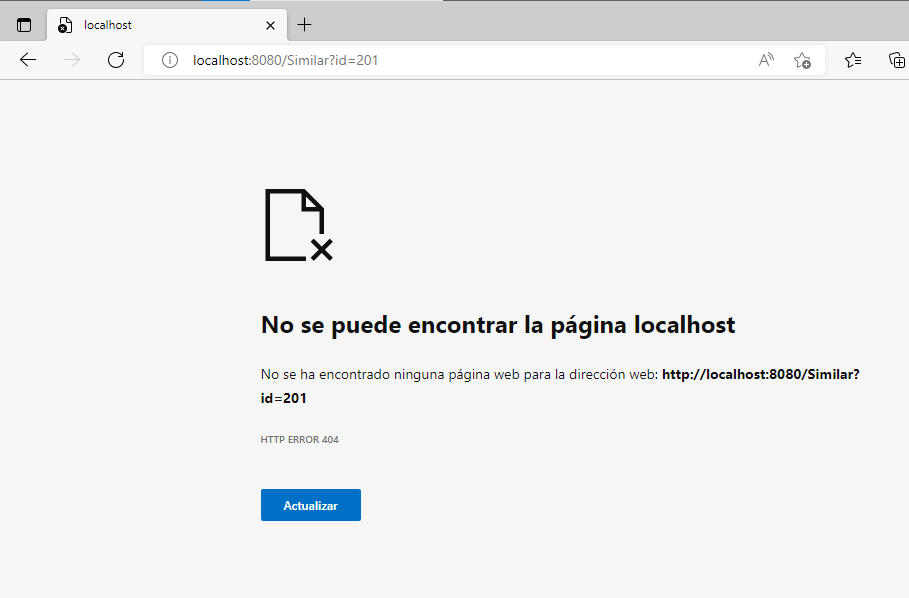 localhost
localhost:8080/Similar?id=201
No se puede encontrar la página localhost
No se ha encontrado ninguna página web para la dirección web: http://localhost:8080/Similar?
id=201
HTTP ERROR 404
Actualizar